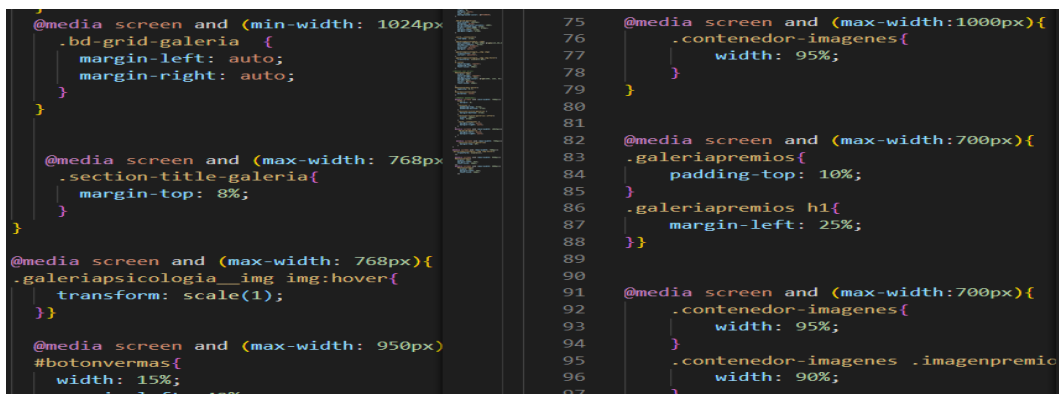 }
@media screen and (min-width: 1024px
.bd-grid-galeria {
margin-left: auto;
margin-right: auto;
}
}
@media screen and (max-width: 768px
.section-title-galeria{
margin-top: 8%;
}
}
@media screen and (max-width: 768px){
.galeriapsicologia__img img:hover{
transform: scale(1);
}}
@media screen and (max-width: 950px)
#botonvermas{
width: 15%;
75 @media screen and (max-width:1000px){
76 .contenedor-imagenes{
77 width: 95%;
78 }
79 }
80
81
82 @media screen and (max-width:700px){
83 .galeriapremios{
84 padding-top: 10%;
85 }
86 .galeriapremios h1{
87 margin-left: 25%;
88 }}
89
90
91 @media screen and (max-width:700px){
92 .contenedor-imagenes{
93 width: 95%;
94 }
95 .contenedor-imagenes .imagenpremio
96 width: 90%;
97 }